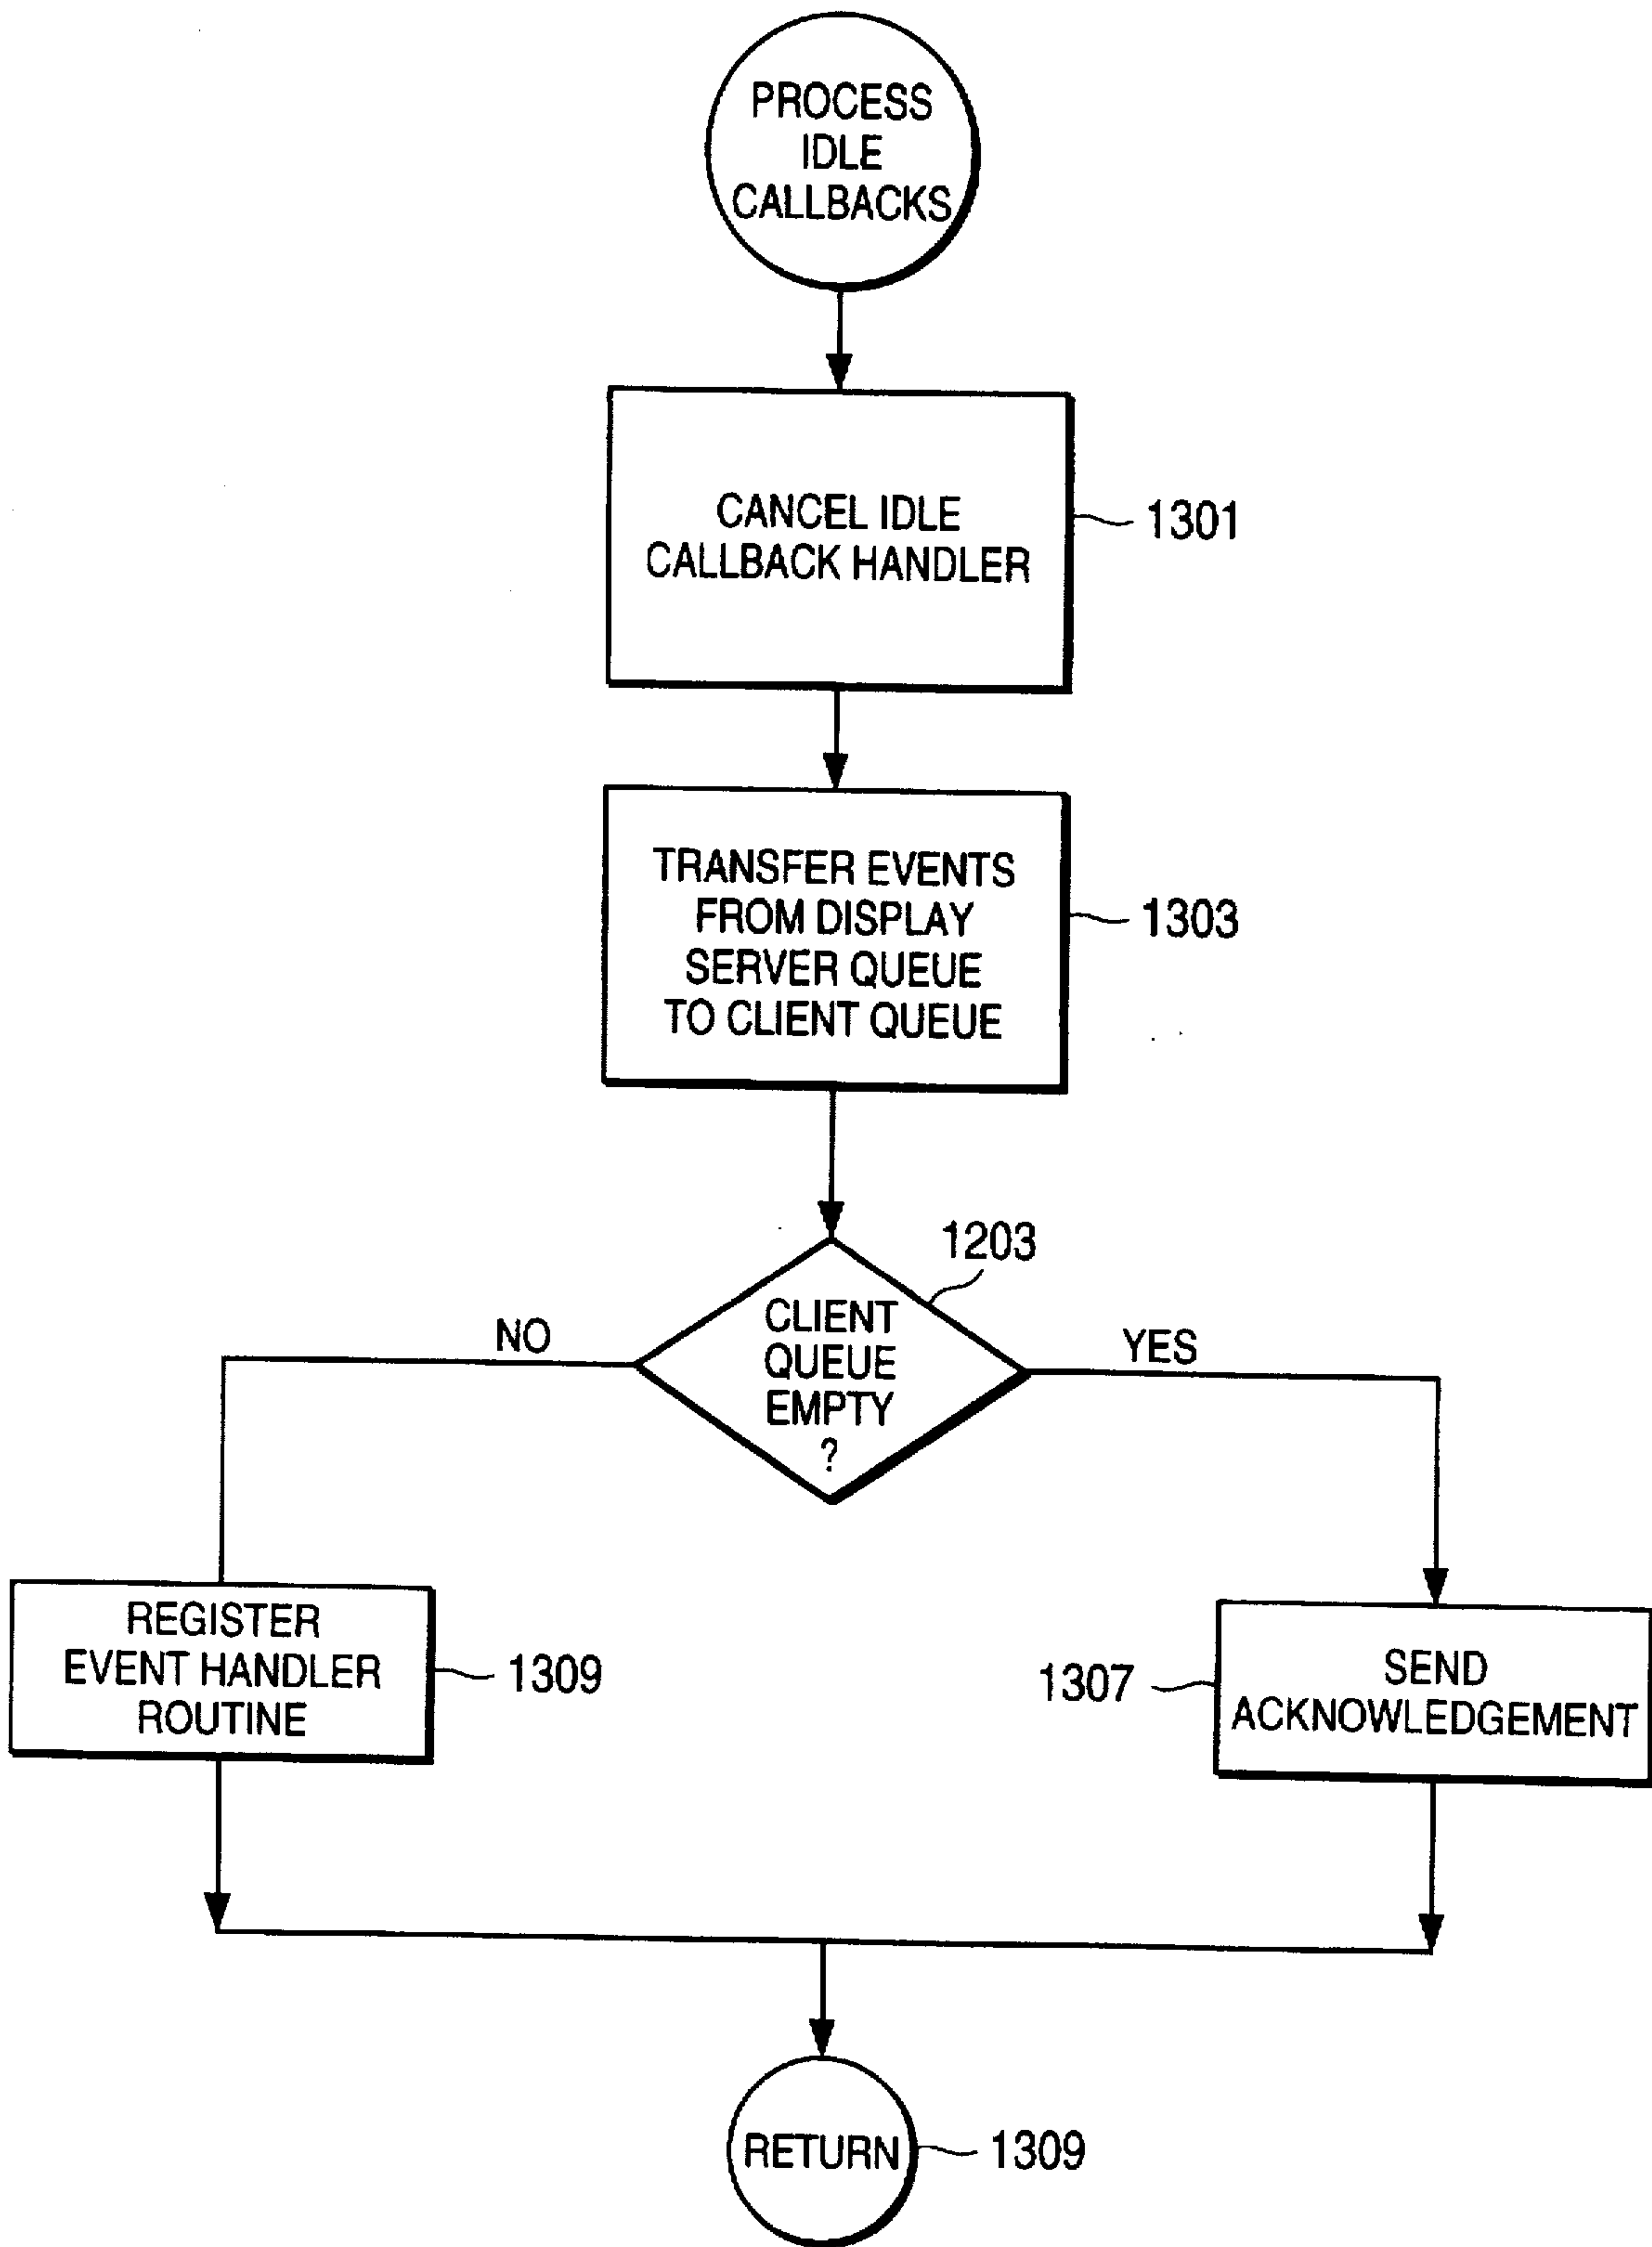 PROCESS
IDLE
CALLBACKS
CANCEL IDLE
CALLBACK HANDLER
1301
TRANSFER EVENTS
FROM DISPLAY
SERVER QUEUE
TO CLIENT QUEUE
1303
1203
CLIENT
QUEUE
EMPTY
?
NO
YES
REGISTER
EVENT HANDLER
ROUTINE
1309
1307
SEND
ACKNOWLEDGEMENT
RETURN
1309